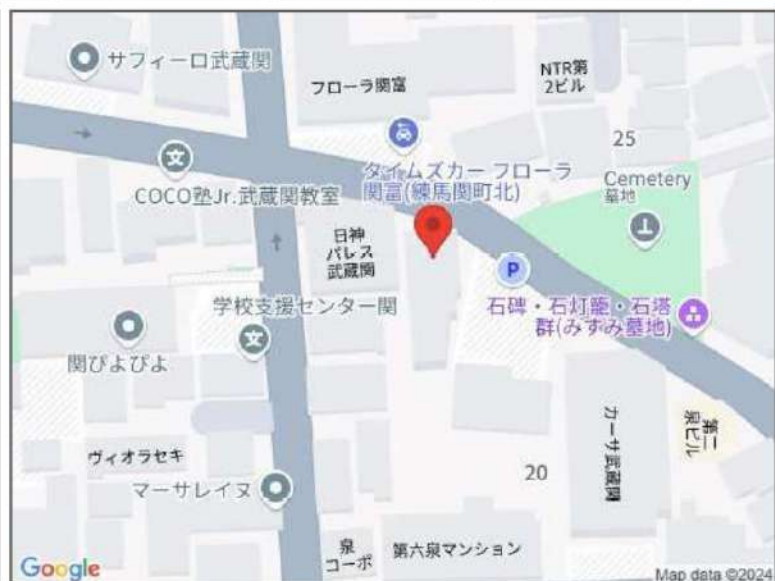 サフィーロ武蔵関
フローラ関富
NTR第
2ビル
25
COCO塾Jr.武蔵関教室
タイムズカー フローラ
関富(練馬関町北)
Cemetery
墓地
日神
パレス
武蔵関
P
学校支援センター関
石碑・石灯籠・石塔
群(みずみ墓地)
関ぴよぴよ
カーサ武蔵関
第二
泉ビル
ヴィオラセキ
20
マーサレイヌ
泉
コーポ
第六泉マンション
Google
Map data ©2024
文
文